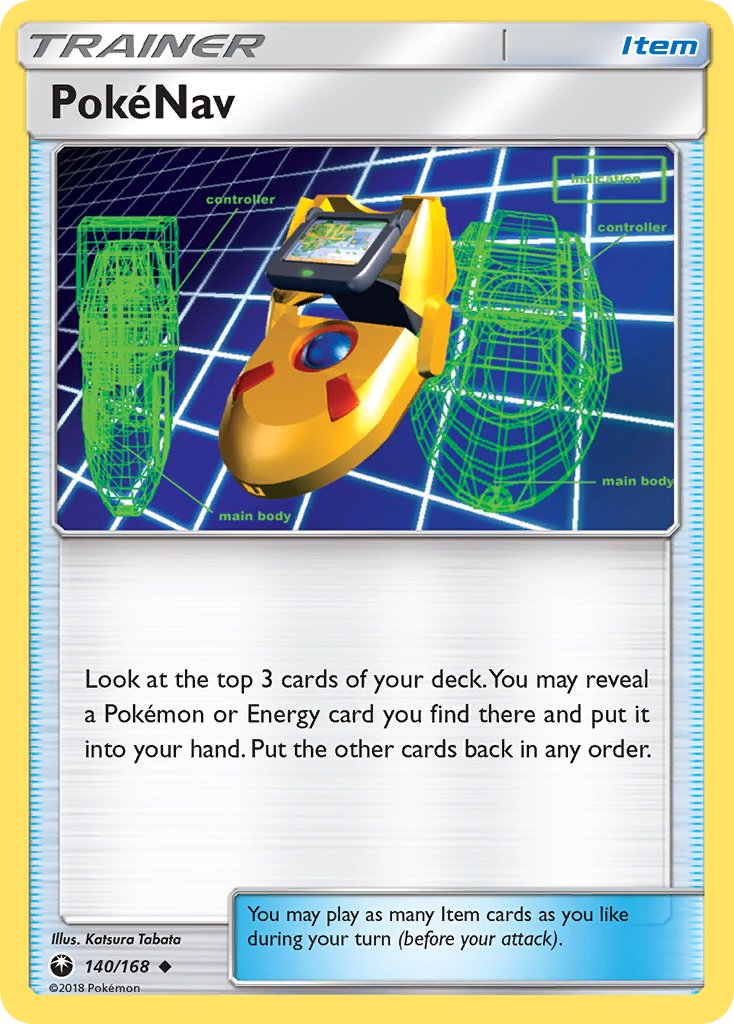 TRAINER
Item
PokéNav
indication
controller
controller
main body
main body
Look at the top 3 cards of your deck. You may reveal
a Pokémon or Energy card you find there and put it
into your hand. Put the other cards back in any order.
You may play as many Item cards as you like
during your turn (before your attack).
Illus. Katsura Tabata
140/168
©2018 Pokémon